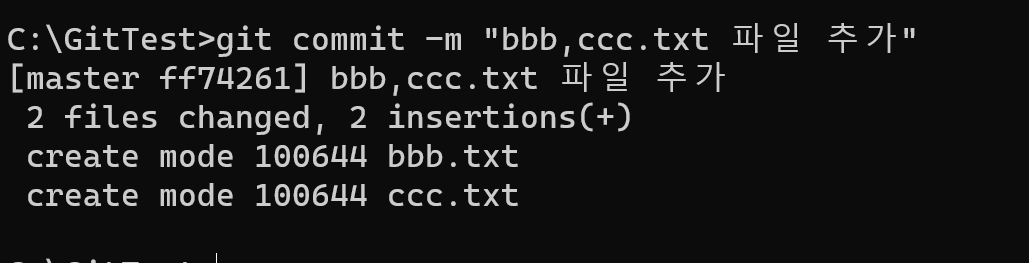 C:\GitTest>git commit -m "bbb,ccc.txt 파일 추가"
[master ff74261] bbb,ccc.txt 파일 추가
 2 files changed, 2 insertions(+)
 create mode 100644 bbb.txt
 create mode 100644 ccc.txt